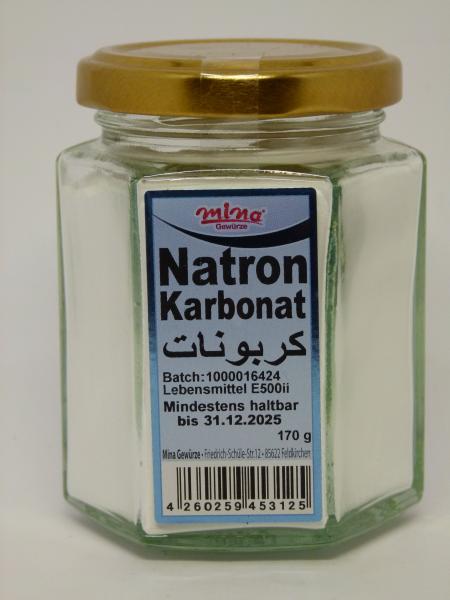 mina®
Gewürze
Natron
Karbonat
كربونات
Batch:1000016424
Lebensmittel E500ii
Mindestens haltbar
bis 31.12.2025
170 g
Mina Gewürze • Friedrich-Schüle-Str.12 • 85622 Feldkirchen
4 260259 453125